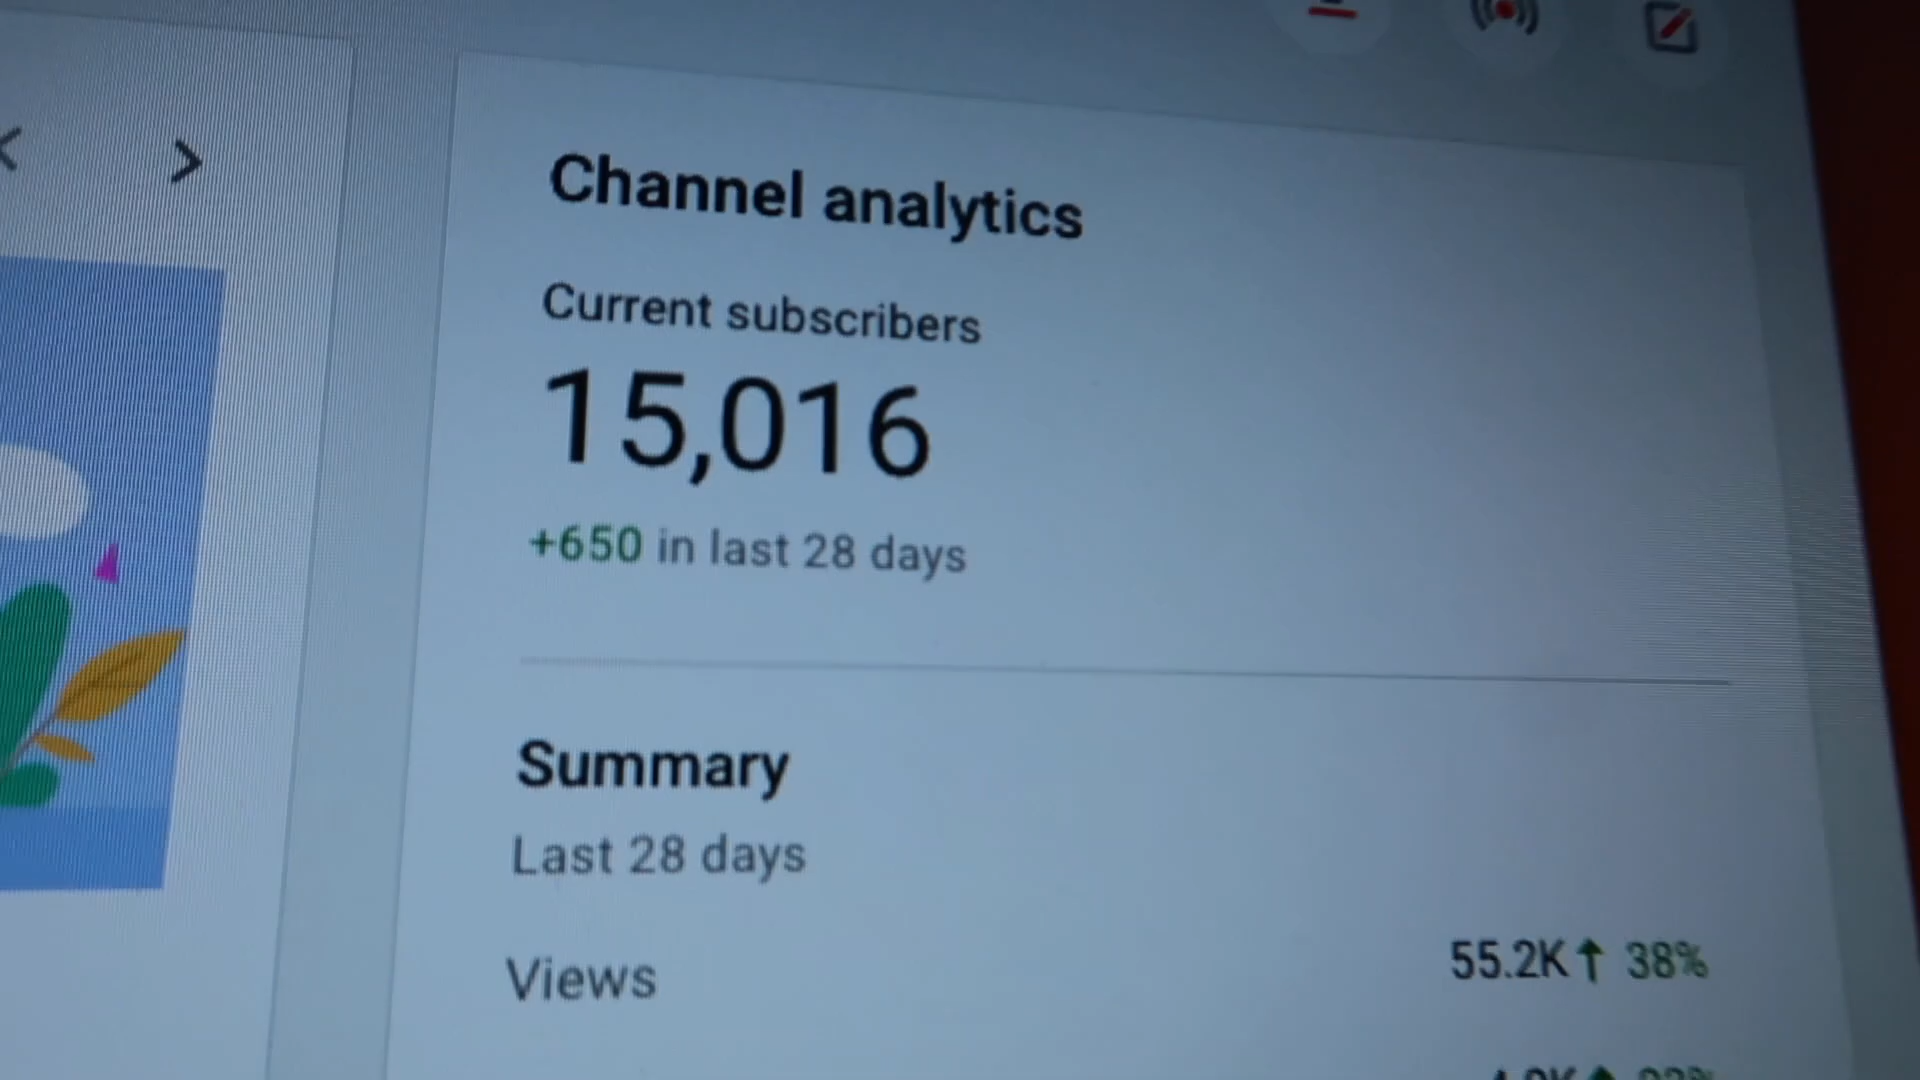 Channel analytics
Current subscribers
15,016
+650 in last 28 days
Summary
Last 28 days
Views
55.2K↑ 38%